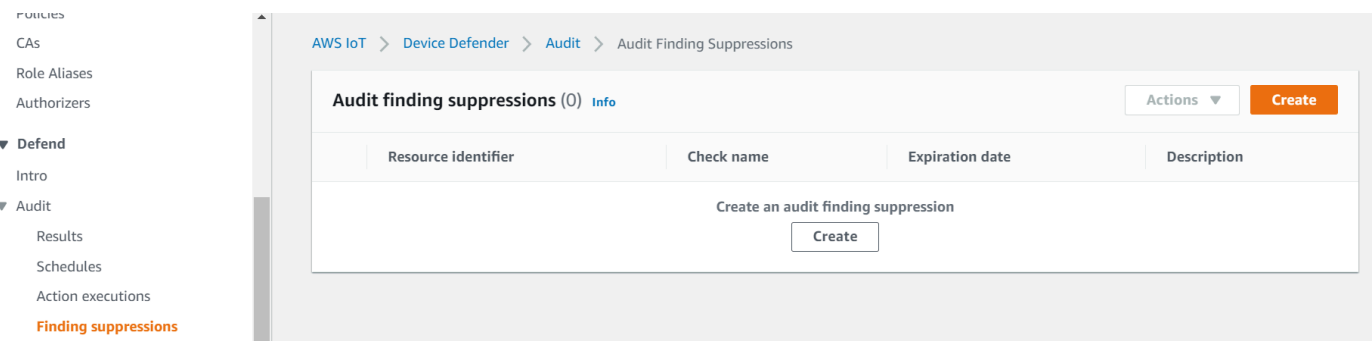 Policies
CAs
Role Aliases
Authorizers
Defend
Intro
Audit
Results
Schedules
Action executions
Finding suppressions
AWS IoT > Device Defender > Audit > Audit Finding Suppressions
Audit finding suppressions (0) Info
Actions
Create
Resource identifier Check name Expiration date Description
Create an audit finding suppression
Create